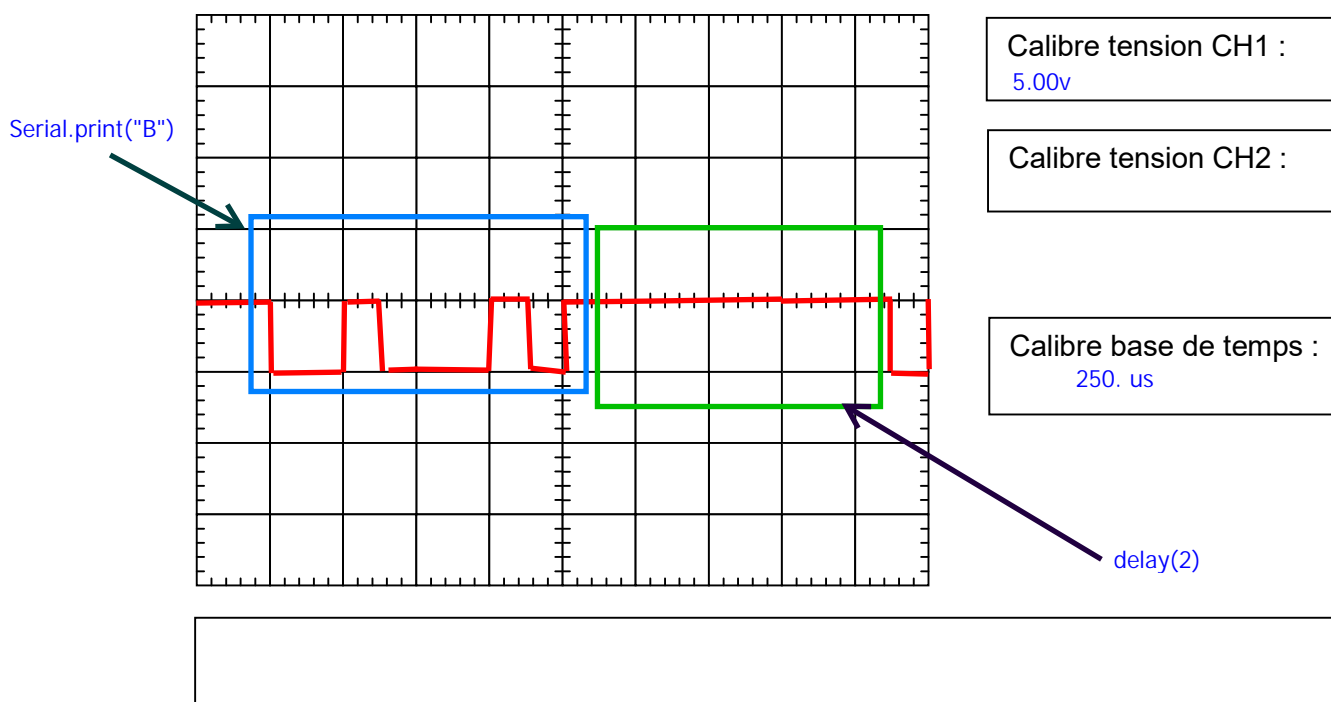 Calibre tension CH1 :
5.00v
Serial.print("B")
Calibre tension CH2 :
Calibre base de temps :
250. us
delay(2)